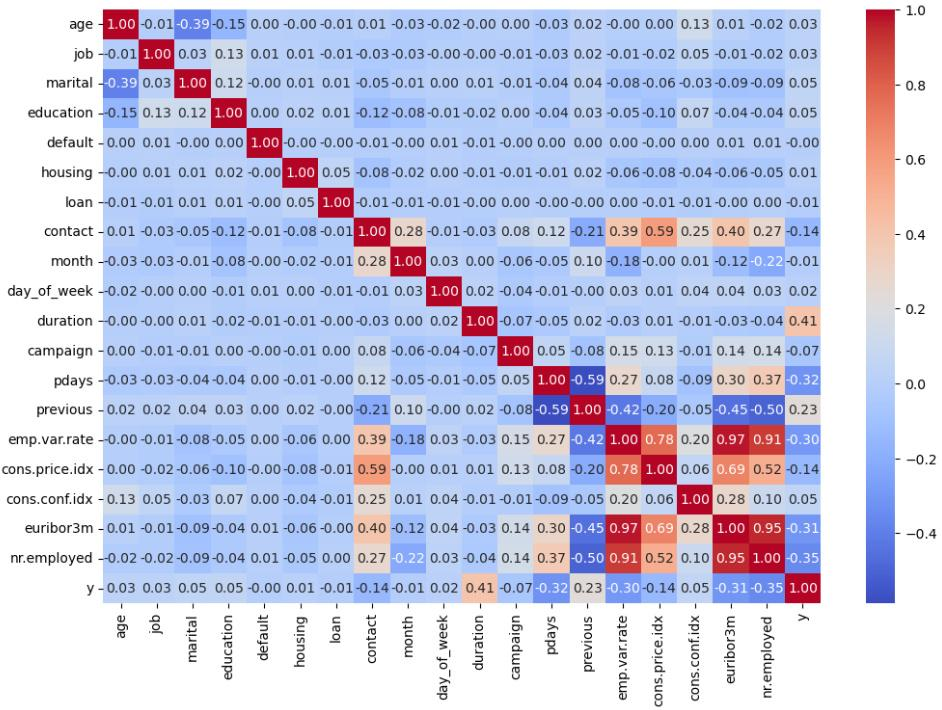 age 1.00 -0.01 -0.39 -0.15 0.00 -0.00 -0.01 0.01 -0.03 -0.02 -0.00 0.00 -0.03 0.02 -0.00 0.00 0.13 0.01 -0.02 0.03 1.0
job -0.01 1.00 0.03 0.13 0.01 0.01 -0.01 -0.03 -0.03 -0.00 -0.00 -0.01 -0.03 0.02 -0.01 -0.02 0.05 -0.01 -0.02 0.03
marital -0.39 0.03 1.00 0.12 -0.00 0.01 0.01 -0.05 -0.01 0.00 0.01 -0.01 -0.04 0.04 -0.08 -0.06 -0.03 -0.09 -0.09 0.05 0.8
education -0.15 0.13 0.12 1.00 -0.00 0.02 0.01 -0.12 -0.08 -0.01 -0.02 0.00 -0.04 0.03 -0.05 -0.10 0.07 -0.04 -0.04 0.05
default 0.00 0.01 -0.00 -0.00 1.00 -0.00 -0.00 -0.01 -0.01 0.01 -0.01 -0.00 0.00 0.00 0.00 -0.00 0.00 0.01 0.01 -0.00
housing -0.00 0.01 0.01 0.02 -0.00 1.00 0.05 -0.08 -0.02 0.00 -0.01 -0.01 -0.01 0.02 -0.06 -0.08 -0.04 -0.06 -0.05 0.01 0.6
loan -0.01 -0.01 0.01 0.01 -0.00 0.05 1.00 -0.01 -0.01 -0.01 -0.00 0.01 0.00 -0.00 0.00 -0.00 -0.01 -0.00 0.00 -0.01
contact 0.01 -0.03 -0.05 -0.12 -0.01 -0.08 -0.01 1.00 0.28 -0.01 -0.03 0.08 0.12 -0.21 0.39 0.59 0.25 0.40 0.27 -0.14 0.4
month -0.03 -0.03 -0.01 -0.08 -0.01 -0.02 -0.01 0.28 1.00 0.03 0.00 -0.06 -0.05 0.10 -0.18 -0.00 0.01 -0.12 -0.22 -0.01
day_of_week -0.02 -0.00 0.00 -0.01 0.01 0.00 -0.01 -0.01 0.03 1.00 0.02 -0.04 -0.01 -0.00 0.03 0.01 0.04 0.04 0.03 0.02
duration -0.00 -0.00 0.01 -0.02 -0.01 -0.01 -0.00 -0.03 0.00 0.02 1.00 -0.07 -0.05 0.02 -0.03 0.01 -0.01 -0.03 -0.04 0.41 0.2
campaign 0.00 -0.01 -0.01 0.00 -0.00 -0.01 0.01 0.08 -0.06 -0.04 -0.07 1.00 0.05 -0.08 0.15 0.13 -0.01 0.14 0.14 -0.07
pdays -0.03 -0.03 -0.04 -0.04 0.00 -0.01 0.00 0.12 -0.05 -0.01 -0.05 0.05 1.00 -0.59 0.27 0.08 -0.09 0.30 0.37 -0.32 0.0
previous 0.02 0.02 0.04 0.03 0.00 0.02 -0.00 -0.21 0.10 -0.00 0.02 -0.08 -0.59 1.00 -0.42 -0.20 -0.05 -0.45 -0.50 0.23
emp.var.rate -0.00 -0.01 -0.08 -0.05 0.00 -0.06 0.00 0.39 -0.18 0.03 -0.03 0.15 0.27 -0.42 1.00 0.78 0.20 0.97 0.91 -0.30
cons.price.idx 0.00 -0.02 -0.06 -0.10 -0.00 -0.08 -0.00 0.59 -0.00 0.01 0.01 0.13 0.08 -0.20 0.78 1.00 0.06 0.69 0.52 -0.14 −0.2
cons.conf.idx 0.13 0.05 -0.03 0.07 0.00 -0.04 -0.01 0.25 0.01 0.04 -0.01 -0.01 -0.09 -0.05 0.20 0.06 1.00 0.28 0.10 0.05
euribor3m 0.01 -0.01 -0.09 -0.04 0.01 -0.06 -0.00 0.40 -0.12 0.04 -0.03 0.14 0.30 -0.45 0.97 0.69 0.28 1.00 0.95 -0.31 −0.4
nr.employed -0.02 -0.02 -0.09 -0.04 0.01 -0.05 0.00 0.27 -0.22 0.03 -0.04 0.14 0.37 -0.50 0.91 0.52 0.10 0.95 1.00 -0.35
y 0.03 0.03 0.05 0.05 -0.00 0.01 -0.01 -0.14 -0.01 0.02 0.41 -0.07 -0.32 0.23 -0.30 -0.14 0.05 -0.31 -0.35 1.00
age job marital education default housing loan contact month day_of_week duration campaign pdays previous emp.var.rate cons.price.idx cons.conf.idx euribor3m nr.employed y